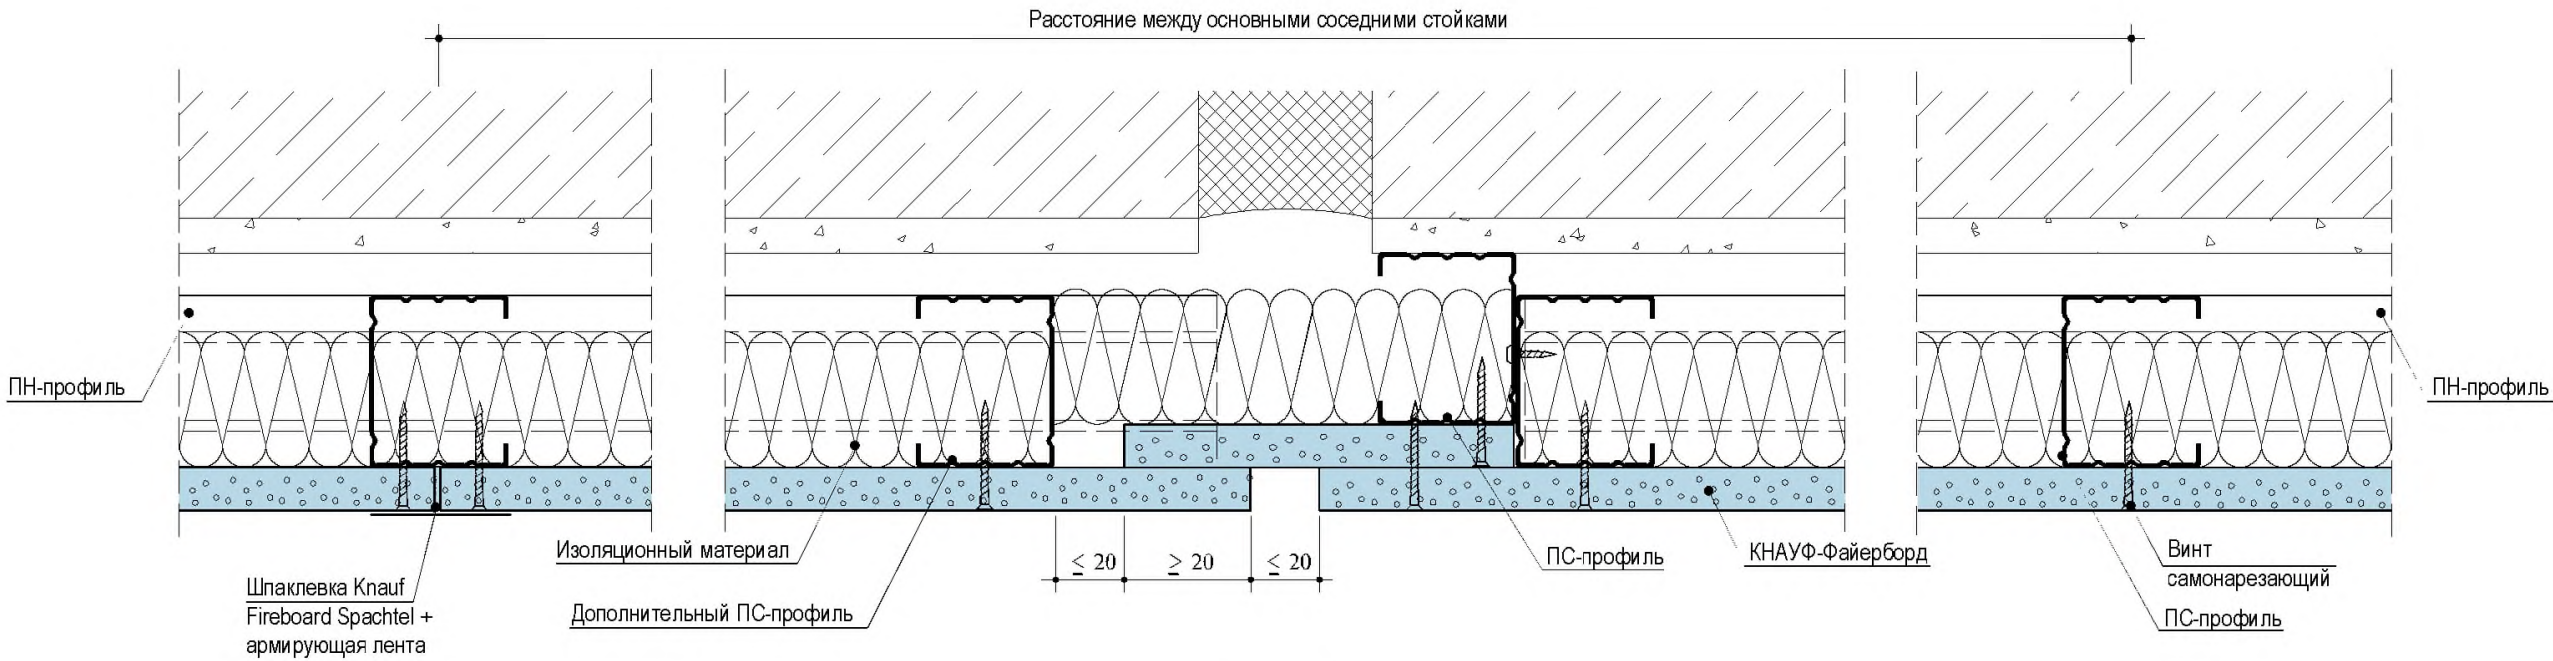 Расстояние между основными соседними стойками
ПН-профиль
ПН-профиль
Изоляционный материал
≤ 20
≥ 20
≤ 20
ПС-профиль
КНАУФ-Файерборд
Винт
самонарезающий
Шпаклевка Knauf
Fireboard Spachtel +
армирующая лента
Дополнительный ПС-профиль
ПС-профиль